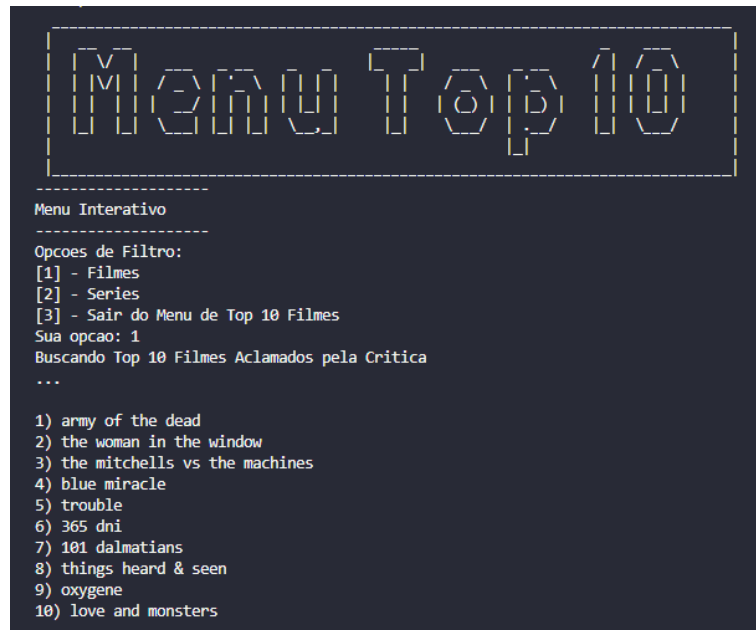 Menu Top 10
--------------------
Menu Interativo
--------------------
Opcoes de Filtro:
[1] - Filmes
[2] - Series
[3] - Sair do Menu de Top 10 Filmes
Sua opcao: 1
Buscando Top 10 Filmes Aclamados pela Critica
...
1) army of the dead
2) the woman in the window
3) the mitchells vs the machines
4) blue miracle
5) trouble
6) 365 dni
7) 101 dalmatians
8) things heard & seen
9) oxygene
10) love and monsters